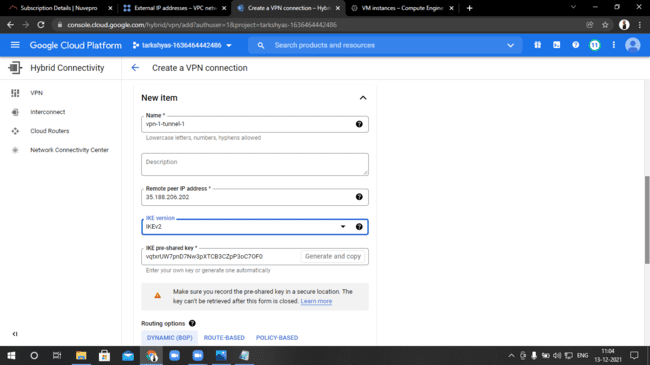 Subscription Details | Nuvepro
External IP addresses – VPC net
Create a VPN connection – Hybr
VM instances – Compute Engine
console.cloud.google.com/hybrid/vpn/add?authuser=1&project=tarkshyas-1636464442486
Google Cloud Platform
tarkshyas-1636464442486
Search products and resources
11
Hybrid Connectivity
Create a VPN connection
VPN
Interconnect
Cloud Routers
Network Connectivity Center
New item
Name *
vpn-1-tunnel-1
Lowercase letters, numbers, hyphens allowed
Description
Remote peer IP address *
35.188.206.202
IKE version
IKEv2
IKE pre-shared key *
vqtxrUW7pnD7Nw3pXTCB3CZpP3oC7OF0
Generate and copy
Enter your own key or generate one automatically
Make sure you record the pre-shared key in a secure location. The
key can't be retrieved after this form is closed. Learn more
Routing options
DYNAMIC (BGP)
ROUTE-BASED
POLICY-BASED
ENG
11:04
13-12-2021